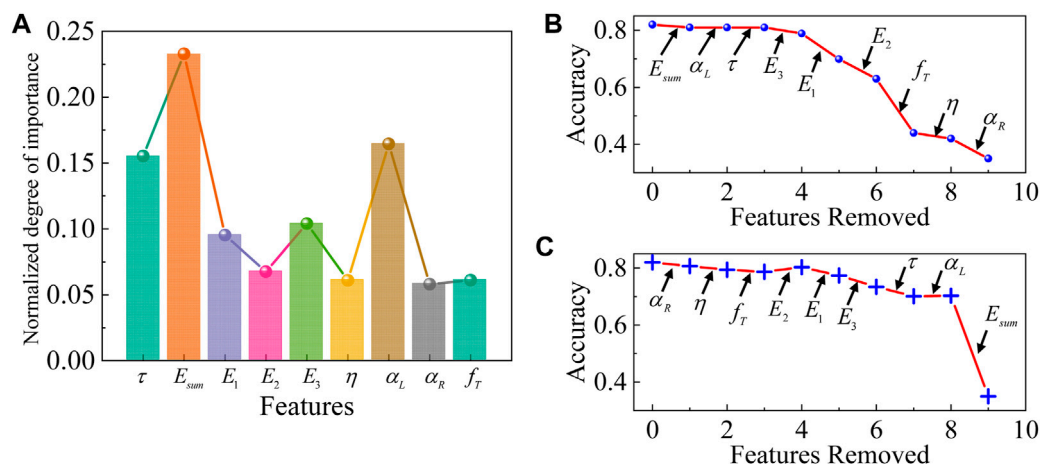 A
Normalized degree of importance
0.25
0.20
0.15
0.10
0.05
0.00
τ E_sum E_1 E_2 E_3 η α_L α_R f_T
Features
B
Accuracy
0.8
0.6
0.4
E_sum α_L τ E_3 E_1 E_2 f_T η α_R
0 2 4 6 8 10
Features Removed
C
Accuracy
0.8
0.6
0.4
α_R η f_T E_2 E_1 E_3 τ α_L E_sum
0 2 4 6 8 10
Features Removed